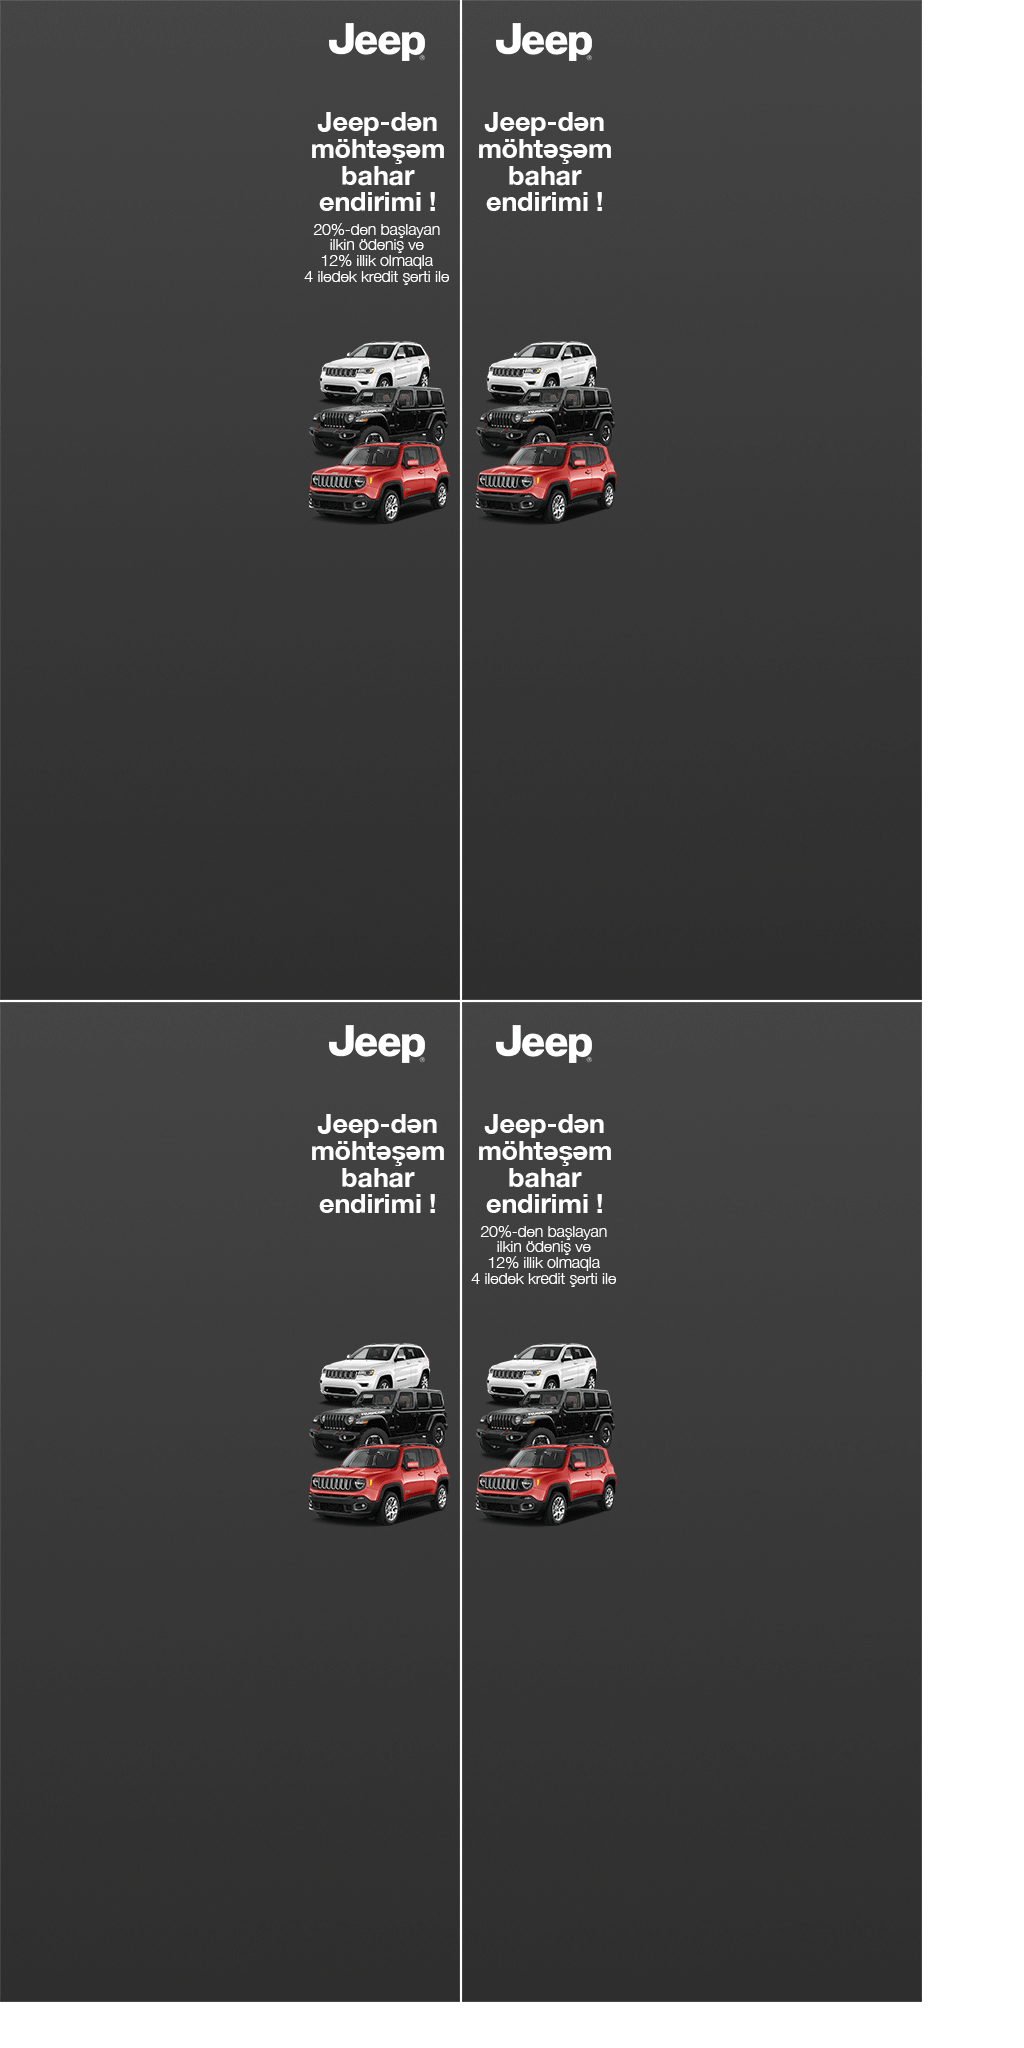 Jeep
Jeep-dən
möhtəşəm
bahar
endirimi !
20%-dən başlayan
ilkin ödəniş və
12% illik olmaqla
4 ilədək kredit şərti ilə
Jeep
Jeep-dən
möhtəşəm
bahar
endirimi !
Jeep
Jeep-dən
möhtəşəm
bahar
endirimi !
Jeep
Jeep-dən
möhtəşəm
bahar
endirimi !
20%-dən başlayan
ilkin ödəniş və
12% illik olmaqla
4 ilədək kredit şərti ilə